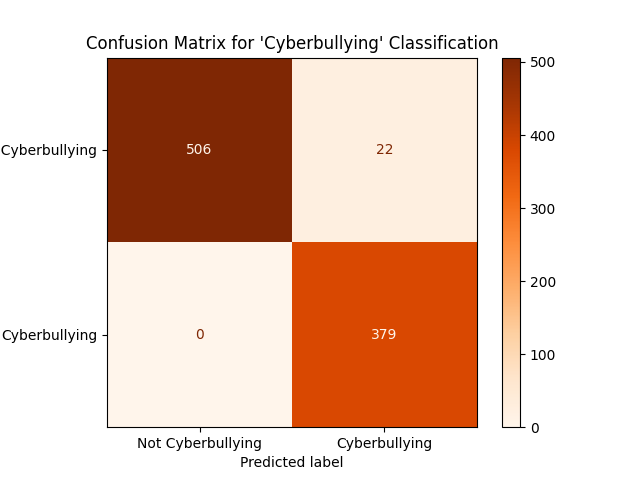 Confusion Matrix for 'Cyberbullying' Classification
Cyberbullying
506
22
Cyberbullying
0
379
Not Cyberbullying
Cyberbullying
Predicted label
500
400
300
200
100
0